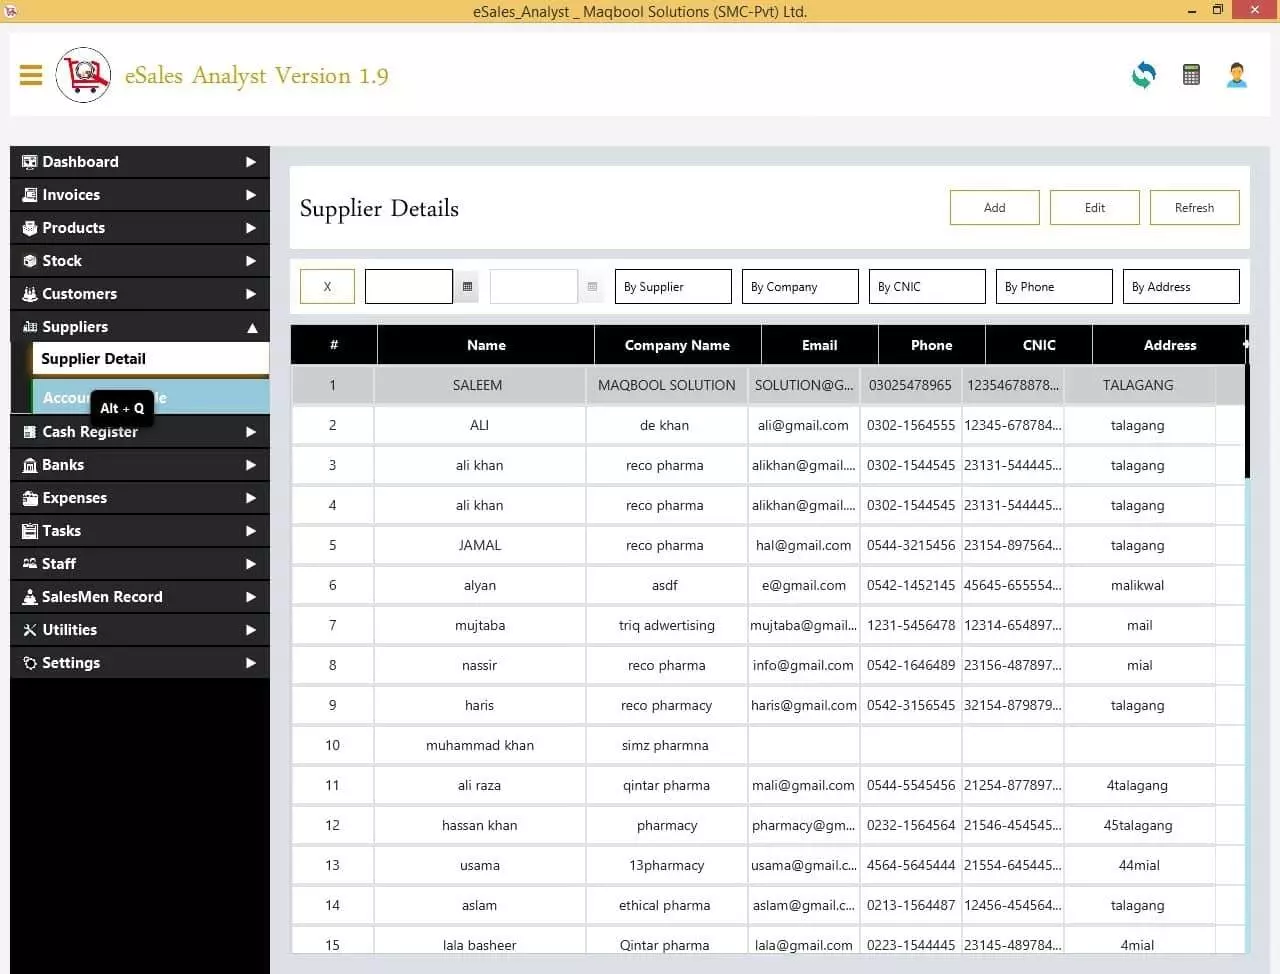 eSales_Analyst _ Maqbool Solutions (SMC-Pvt) Ltd.
eSales Analyst Version 1.9
Dashboard
Invoices
Products
Stock
Customers
Suppliers
Supplier Detail
Alt + Q
Cash Register
Banks
Expenses
Tasks
Staff
SalesMen Record
Utilities
Settings
Supplier Details
Add Edit Refresh
X By Supplier By Company By CNIC By Phone By Address
# Name Company Name Email Phone CNIC Address
1 SALEEM MAQBOOL SOLUTION SOLUTION@G... 03025478965 12354678878... TALAGANG
2 ALI de khan ali@gmail.com 0302-1564555 12345-678784... talagang
3 ali khan reco pharma alikhan@gmail.... 0302-1544545 23131-544445... talagang
4 ali khan reco pharma alikhan@gmail.... 0302-1544545 23131-544445... talagang
5 JAMAL reco pharma hal@gmail.com 0544-3215456 23154-897564... talagang
6 alyan asdf e@gmail.com 0542-1452145 45645-655554... malikwal
7 mujtaba triq adwertising mujtaba@gmail... 1231-5456478 12314-654897... mail
8 nassir reco pharma info@gmail.com 0542-1646489 23156-487897... mial
9 haris reco pharmacy haris@gmail.com 0542-3156545 32154-879879... talagang
10 muhammad khan simz pharmna
11 ali raza qintar pharma mali@gmail.com 0544-5545456 21254-877897... 4talagang
12 hassan khan pharmacy pharmacy@gm... 0232-1564564 21546-454545... 45talagang
13 usama 13pharmacy usama@gmail.c... 4564-5645444 21554-645445... 44mial
14 aslam ethical pharma aslam@gmail.c... 0213-1564487 12456-454564... talagang
15 lala basheer Qintar pharma lala@gmail.com 0223-1544445 23145-489784... 4mial